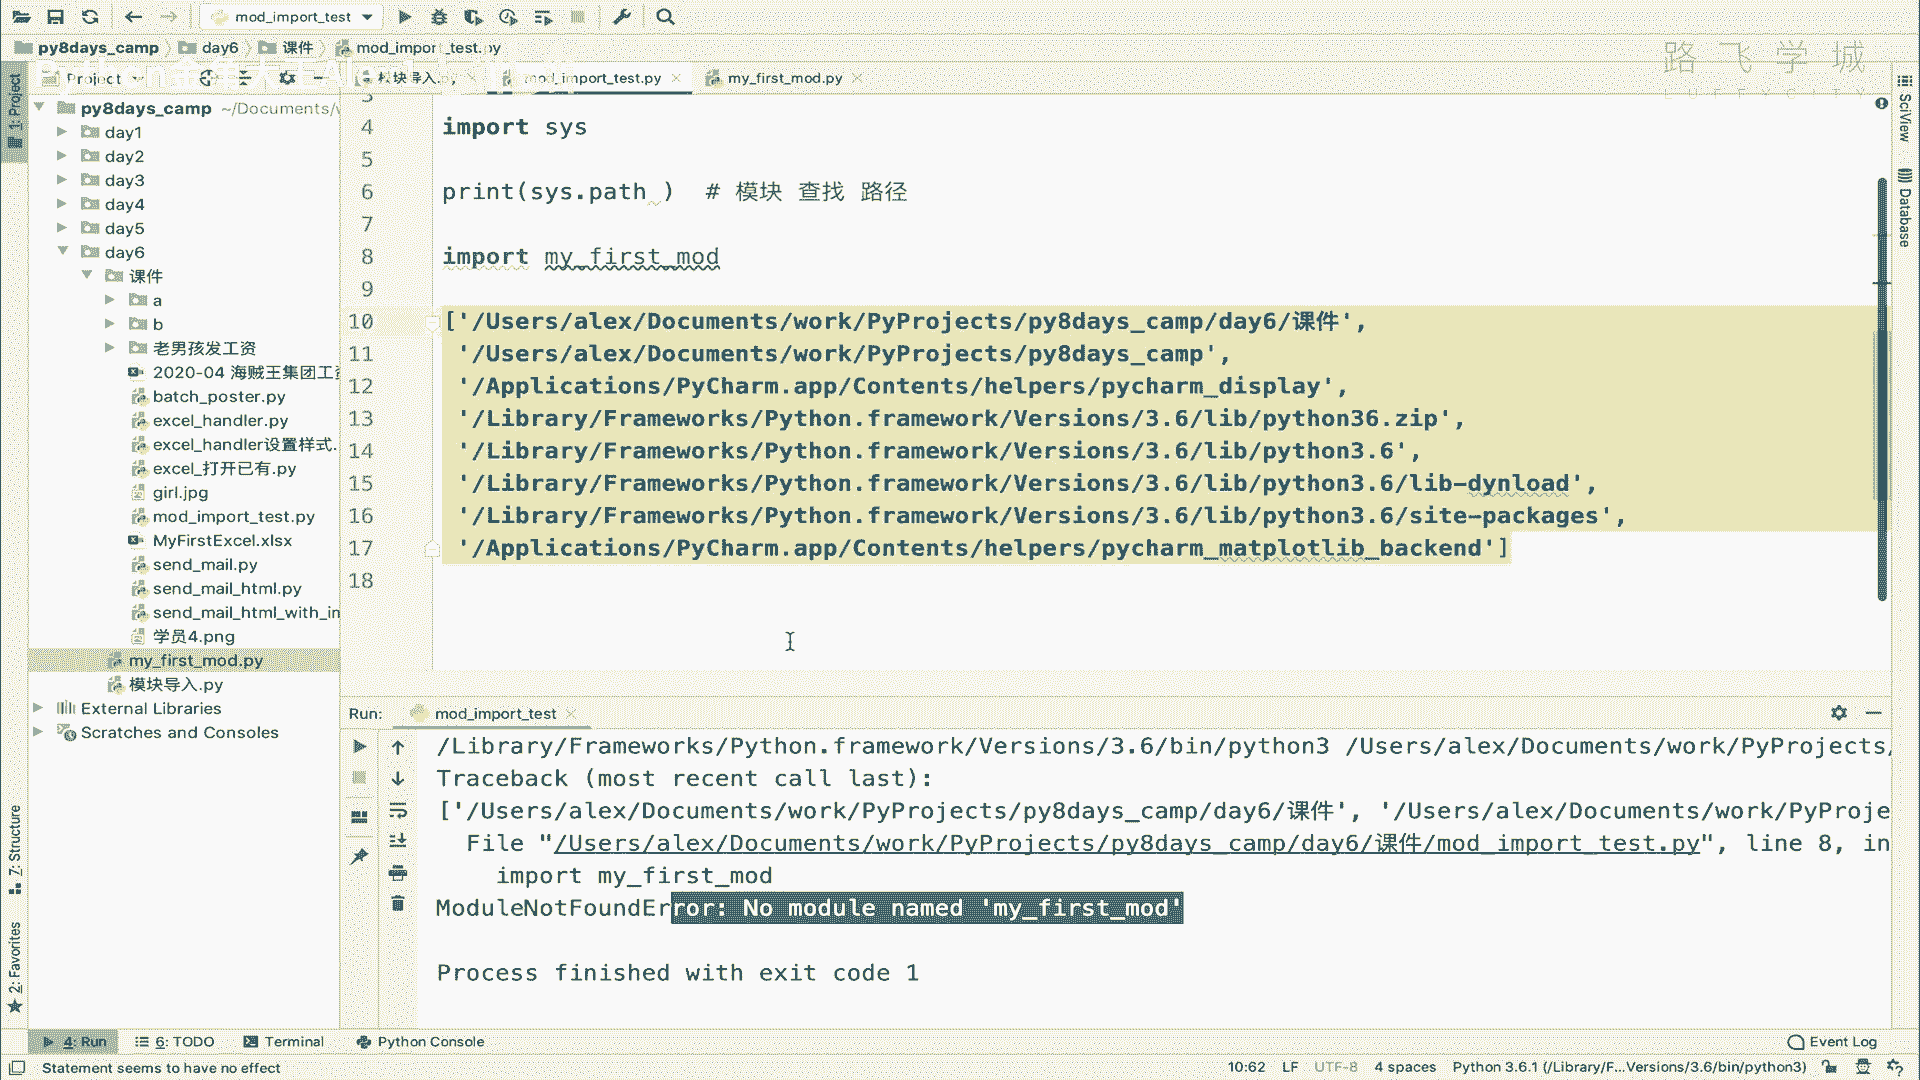 mod_import_test
py8days_camp day6 课件 mod_import_test.py
路飞学城
LUFFYCITY
Project
模块导入.py mod_import_test.py my_first_mod.py
1: Project
py8days_camp ~/Documents/
day1
day2
day3
day4
day5
day6
课件
a
b
老男孩发工资
2020-04 海贼王集团工资
batch_poster.py
excel_handler.py
excel_handler设置样式.
excel_打开已有.py
girl.jpg
mod_import_test.py
MyFirstExcel.xlsx
send_mail.py
send_mail_html.py
send_mail_html_with_in
学员4.png
my_first_mod.py
模块导入.py
External Libraries
Scratches and Consoles
7: Structure
2: Favorites
3
4 import sys
5
6 print(sys.path ) # 模块 查找 路径
7
8 import my_first_mod
9
10 ['/Users/alex/Documents/work/PyProjects/py8days_camp/day6/课件',
11 '/Users/alex/Documents/work/PyProjects/py8days_camp',
12 '/Applications/PyCharm.app/Contents/helpers/pycharm_display',
13 '/Library/Frameworks/Python.framework/Versions/3.6/lib/python36.zip',
14 '/Library/Frameworks/Python.framework/Versions/3.6/lib/python3.6',
15 '/Library/Frameworks/Python.framework/Versions/3.6/lib/python3.6/lib-dynload',
16 '/Library/Frameworks/Python.framework/Versions/3.6/lib/python3.6/site-packages',
17 '/Applications/PyCharm.app/Contents/helpers/pycharm_matplotlib_backend']
18
SciView
Database
Run: mod_import_test
/Library/Frameworks/Python.framework/Versions/3.6/bin/python3 /Users/alex/Documents/work/PyProjects/
Traceback (most recent call last):
['/Users/alex/Documents/work/PyProjects/py8days_camp/day6/课件', '/Users/alex/Documents/work/PyProje
File "/Users/alex/Documents/work/PyProjects/py8days_camp/day6/课件/mod_import_test.py", line 8, in
import my_first_mod
ModuleNotFoundError: No module named 'my_first_mod'
Process finished with exit code 1
4: Run 6: TODO Terminal Python Console Event Log
Statement seems to have no effect 10:62 LF UTF-8 4 spaces Python 3.6.1 (/Library/F...Versions/3.6/bin/python3)